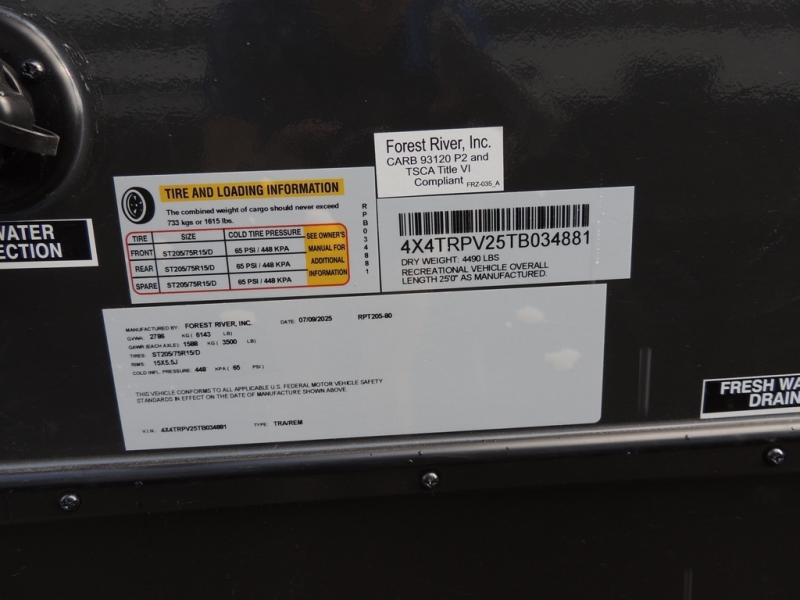 Forest River, Inc.
CARB 93120 P2 and
TSCA Title VI
Compliant FRZ-035_A
TIRE AND LOADING INFORMATION
The combined weight of cargo should never exceed
733 kgs or 1615 lbs.
TIRE SIZE COLD TIRE PRESSURE
FRONT ST205/75R15/D 65 PSI / 448 KPA
REAR ST205/75R15/D 65 PSI / 448 KPA
SPARE ST205/75R15/D 65 PSI / 448 KPA
SEE OWNER'S
MANUAL FOR
ADDITIONAL
INFORMATION
RPB034881
4X4TRPV25TB034881
DRY WEIGHT: 4490 LBS
RECREATIONAL VEHICLE OVERALL
LENGTH 25'0" AS MANUFACTURED.
WATER
ECTION
MANUFACTURED BY: FOREST RIVER, INC. DATE: 07/09/2025 RPT205-80
GVWR: 2786 KG ( 6143 LB)
GAWR (EACH AXLE): 1588 KG ( 3500 LB)
TIRES: ST205/75R15/D
RIMS: 15X5.5J
COLD INFL. PRESSURE: 448 KPA ( 65 PSI )
THIS VEHICLE CONFORMS TO ALL APPLICABLE U.S. FEDERAL MOTOR VEHICLE SAFETY
STANDARDS IN EFFECT ON THE DATE OF MANUFACTURE SHOWN ABOVE.
V.I.N.: 4X4TRPV25TB034881 TYPE: TRA/REM
FRESH WA
DRAIN